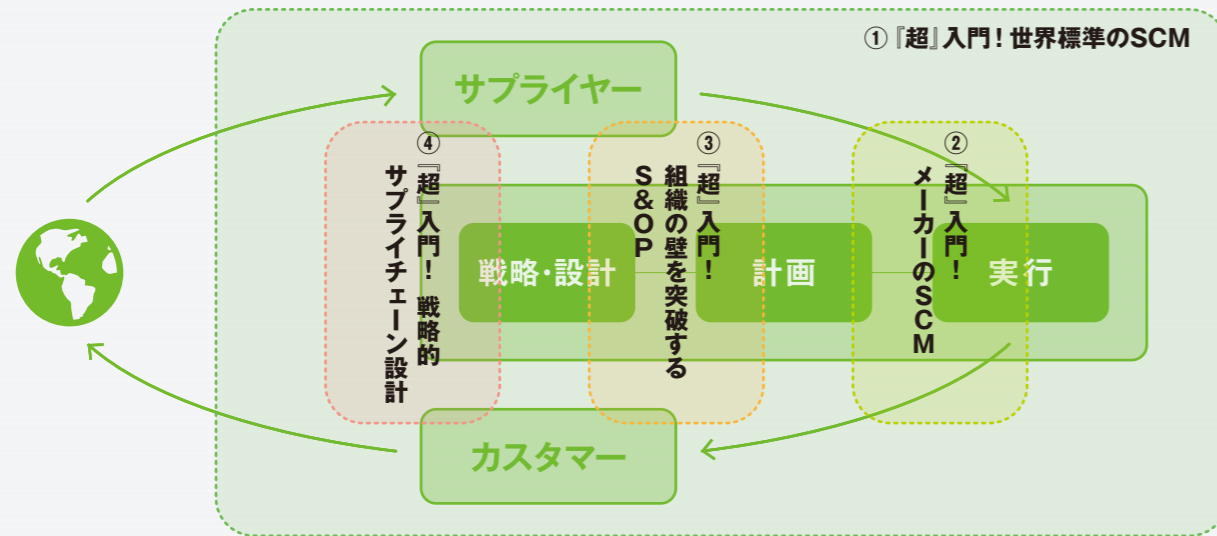 ①『超』入門！世界標準のSCM
サプライヤー
④『超』入門！ 戦略的
サプライチェーン設計
③『超』入門！
組織の壁を突破する
S&OP
②『超』入門！
メーカーのSCM
戦略・設計
計画
実行
カスタマー